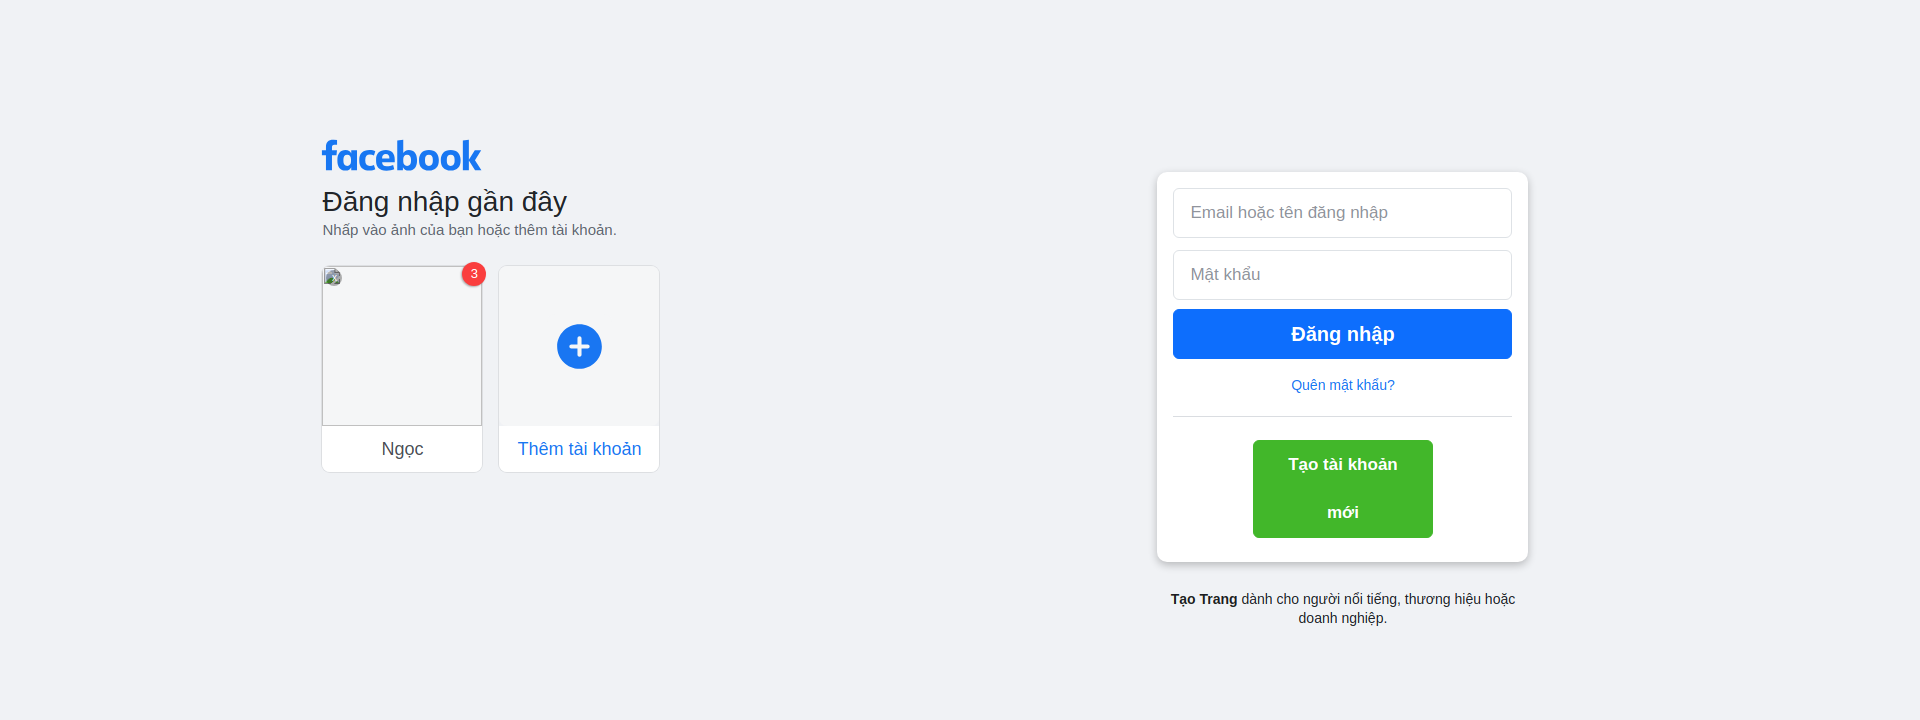 facebook
Đăng nhập gần đây
Nhấp vào ảnh của bạn hoặc thêm tài khoản.
3
Ngọc
Thêm tài khoản
Email hoặc tên đăng nhập
Mật khẩu
Đăng nhập
Quên mật khẩu?
Tạo tài khoản
mới
Tạo Trang dành cho người nổi tiếng, thương hiệu hoặc
doanh nghiệp.